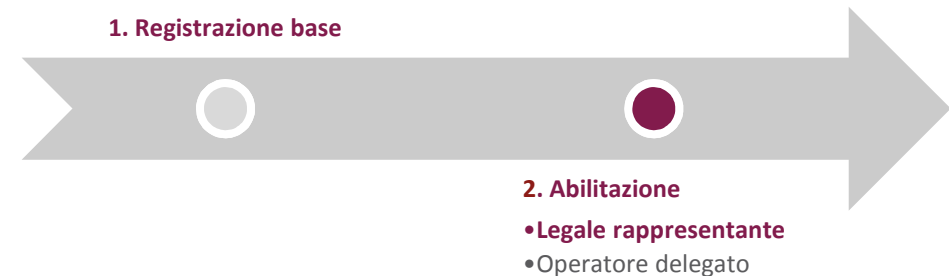 1. Registrazione base
2. Abilitazione
•Legale rappresentante
•Operatore delegato